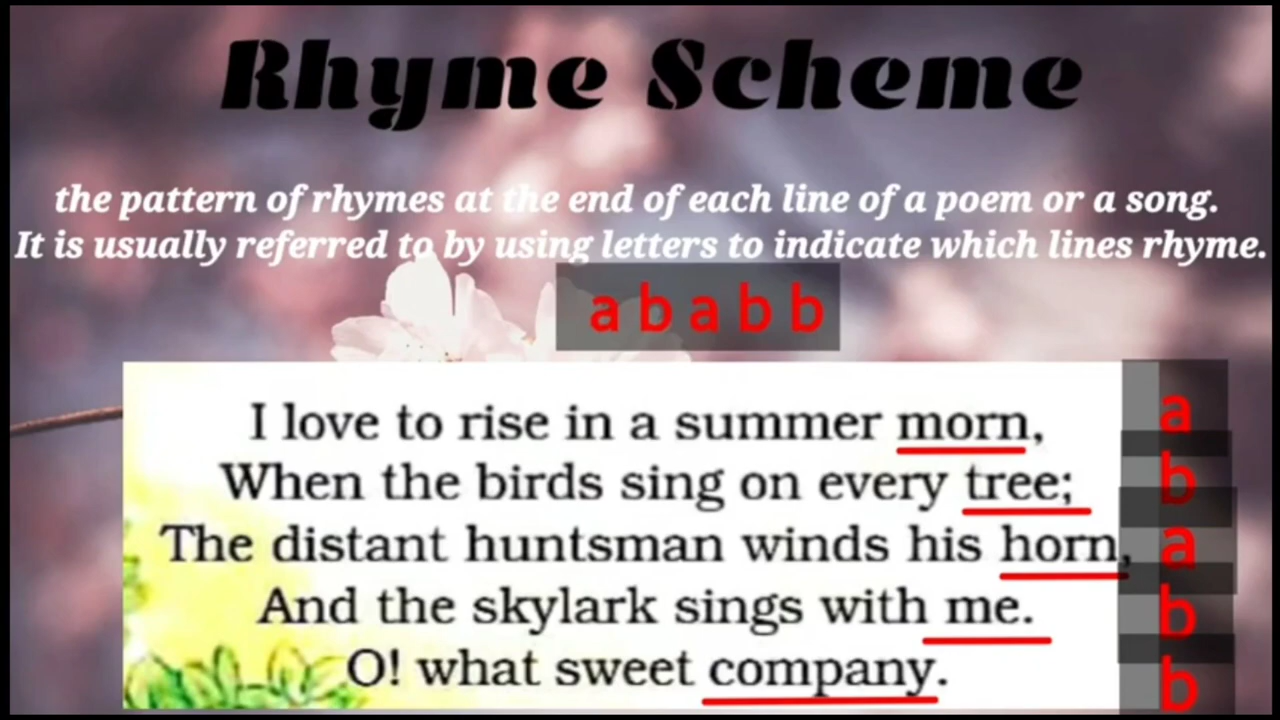 Rhyme Scheme
the pattern of rhymes at the end of each line of a poem or a song.
It is usually referred to by using letters to indicate which lines rhyme.
a b a b b
I love to rise in a summer morn, a
When the birds sing on every tree; b
The distant huntsman winds his horn, a
And the skylark sings with me. b
O! what sweet company. b